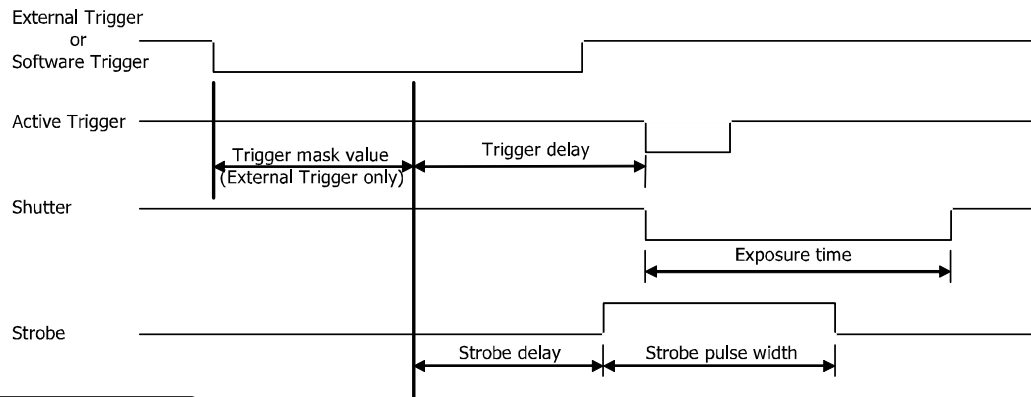 External Trigger
or
Software Trigger
Active Trigger
Trigger mask value
(External Trigger only)
Trigger delay
Shutter
Exposure time
Strobe
Strobe delay
Strobe pulse width